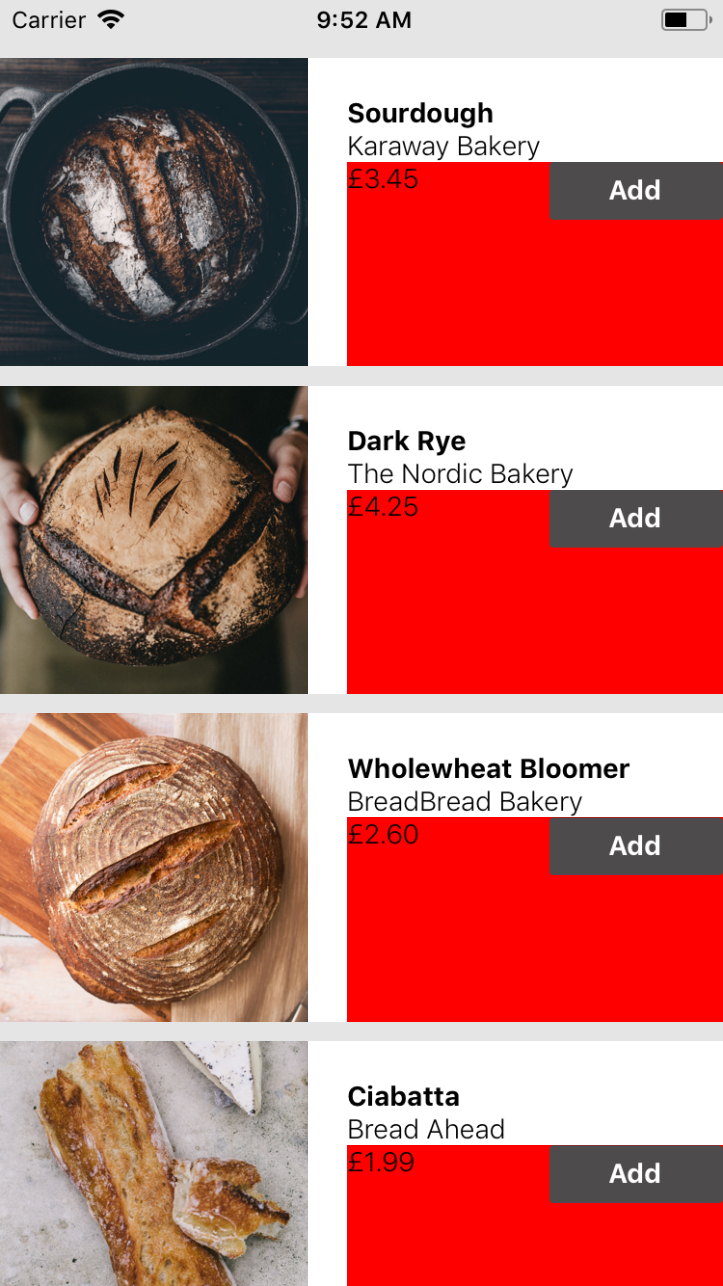 Carrier 9:52 AM
Sourdough
Karaway Bakery
£3.45 Add
Dark Rye
The Nordic Bakery
£4.25 Add
Wholewheat Bloomer
BreadBread Bakery
£2.60 Add
Ciabatta
Bread Ahead
£1.99 Add